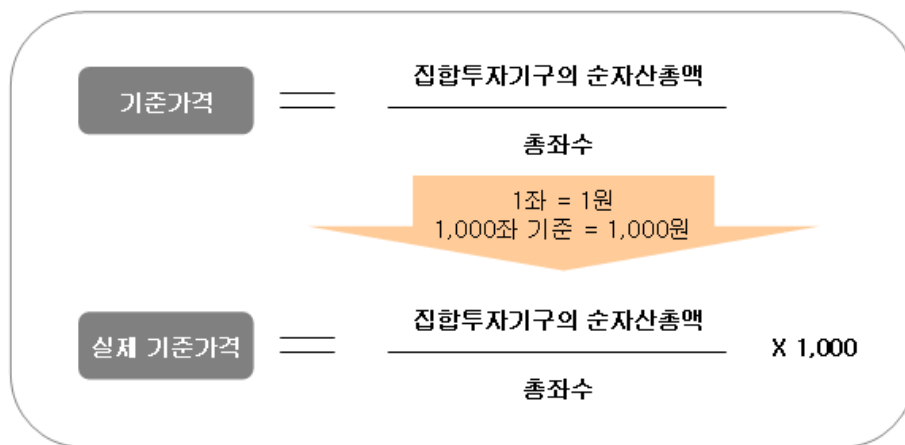 집합투자기구의 순자산총액
기준가격
총좌수
1좌 = 1원
1,000좌 기준 = 1,000원
집합투자기구의 순자산총액
실제 기준가격
X 1,000
총좌수